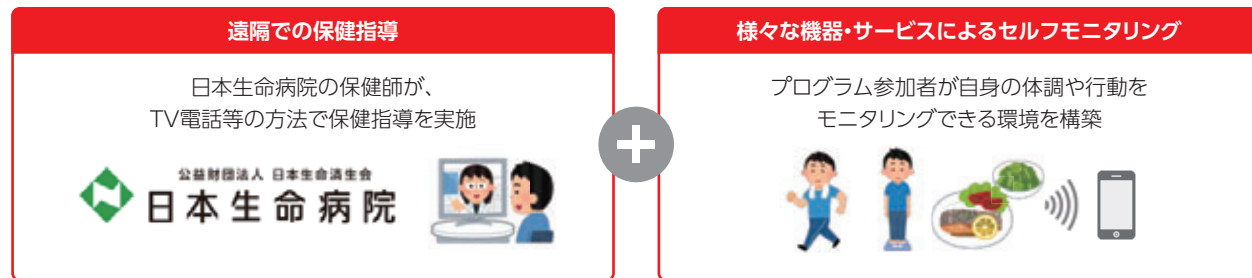 遠隔での保健指導
日本生命病院の保健師が、
TV電話等の方法で保健指導を実施
公益財団法人 日本生命済生会
日本生命病院
様々な機器・サービスによるセルフモニタリング
プログラム参加者が自身の体調や行動を
モニタリングできる環境を構築